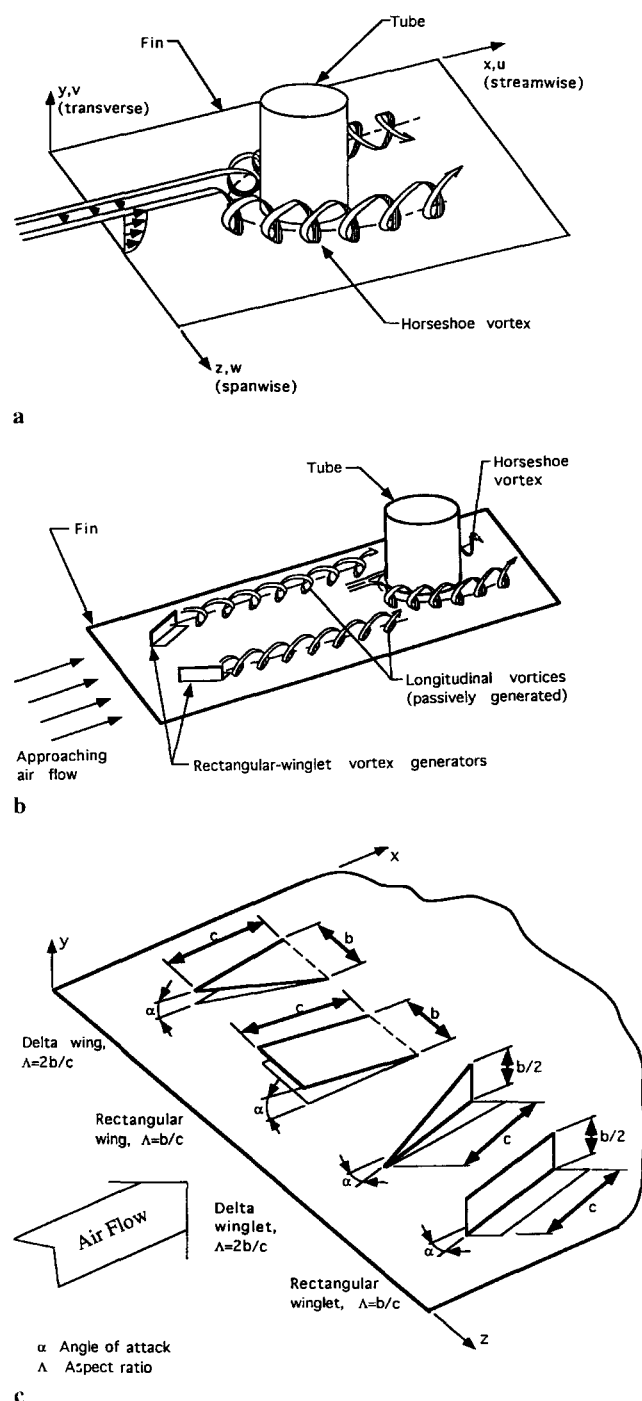 Tube
Fin
x,u
(streamwise)
y,v
(transverse)
Horseshoe vortex
z,w
(spanwise)
a
Tube
Horseshoe
vortex
Fin
Longitudinal vortices
(passively generated)
Approaching
air flow
Rectangular-winglet vortex generators
b
x
y
c
b
α
c
b
Delta wing,
Λ=2b/c
α
b/2
Rectangular
wing, Λ=b/c
c
b/2
α
c
Air Flow
Delta
winglet,
Λ=2b/c
α
Rectangular
winglet, Λ=b/c
z
α Angle of attack
Λ Aspect ratio
c